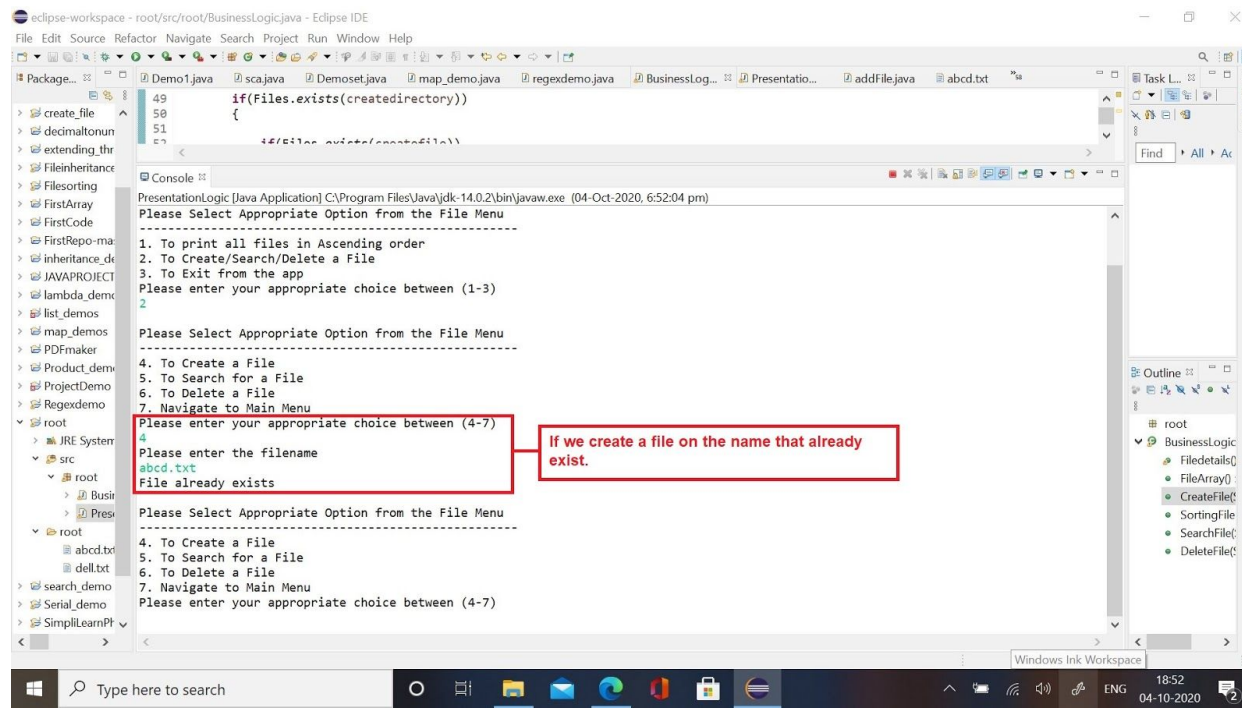 eclipse-workspace - root/src/root/BusinessLogic.java - Eclipse IDE
File Edit Source Refactor Navigate Search Project Run Window Help
Package...
Demo1.java
sca.java
Demoset.java
map_demo.java
regexdemo.java
BusinessLog...
Presentatio...
addFile.java
abcd.txt
Task L...
create_file
decimaltonum
extending_thr
Fileinheritance
Filesorting
FirstArray
FirstCode
FirstRepo-ma
inheritance_de
JAVAPROJECT
lambda_demo
list_demos
map_demos
PDFmaker
Product_demo
ProjectDemo
Regexdemo
root
JRE System
src
root
Busin
Prese
root
abcd.txt
dell.txt
search_demo
Serial_demo
SimpliLearnPh
49 if(Files.exists(createdirectory))
50 {
51
52 if(Files.exists(createfile))
Console
PresentationLogic [Java Application] C:\Program Files\Java\jdk-14.0.2\bin\javaw.exe (04-Oct-2020, 6:52:04 pm)
Please Select Appropriate Option from the File Menu
----------------------------------------------------
1. To print all files in Ascending order
2. To Create/Search/Delete a File
3. To Exit from the app
Please enter your appropriate choice between (1-3)
2
Please Select Appropriate Option from the File Menu
----------------------------------------------------
4. To Create a File
5. To Search for a File
6. To Delete a File
7. Navigate to Main Menu
Please enter your appropriate choice between (4-7)
4
Please enter the filename
abcd.txt
File already exists
If we create a file on the name that already
exist.
Please Select Appropriate Option from the File Menu
----------------------------------------------------
4. To Create a File
5. To Search for a File
6. To Delete a File
7. Navigate to Main Menu
Please enter your appropriate choice between (4-7)
Find All Ac
Outline
root
BusinessLogic
Filedetails()
FileArray() :
CreateFile(S
SortingFile
SearchFile(
DeleteFile(S
Windows Ink Workspace
Type here to search
ENG
18:52
04-10-2020
2